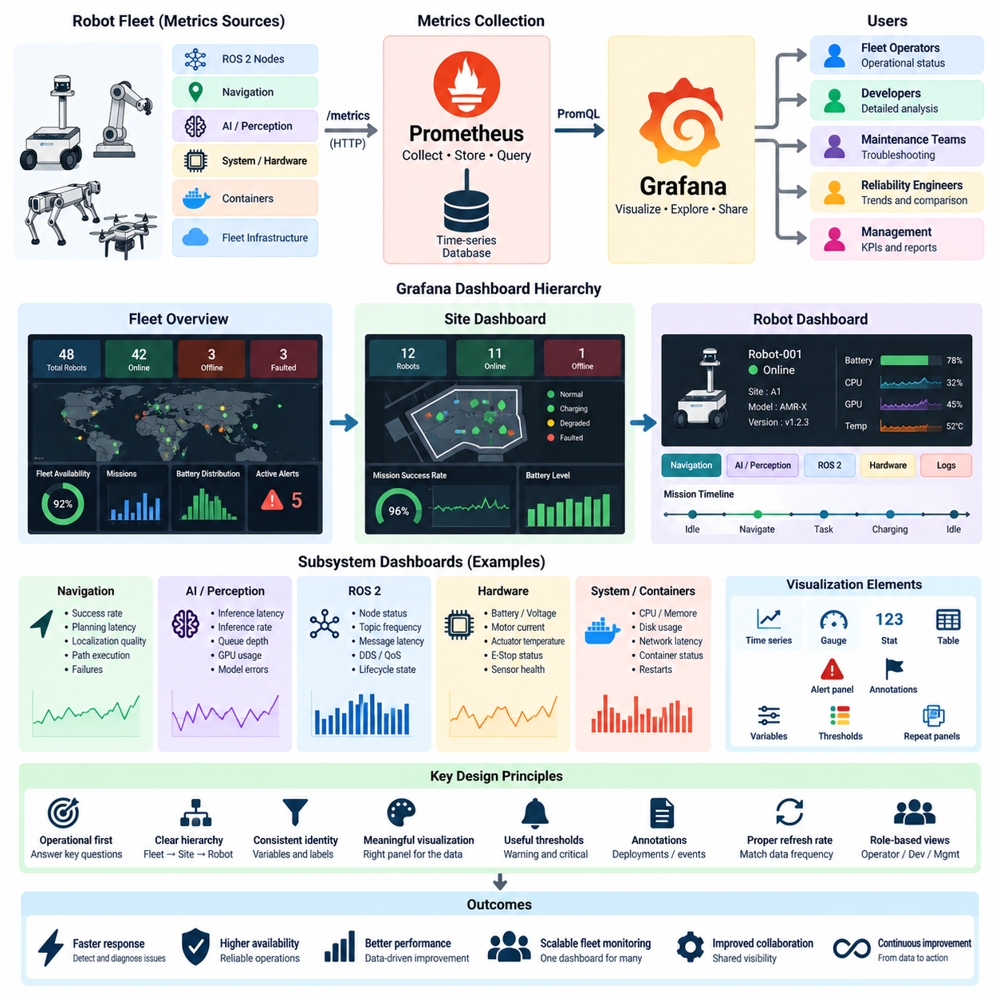 Robot Fleet (Metrics Sources)
ROS 2 Nodes
Navigation
AI / Perception
System / Hardware
Containers
Fleet Infrastructure
/metrics
(HTTP)
Metrics Collection
Prometheus
Collect • Store • Query
Time-series
Database
PromQL
Grafana
Visualize • Explore • Share
Users
Fleet Operators
Operational status
Developers
Detailed analysis
Maintenance Teams
Troubleshooting
Reliability Engineers
Trends and comparison
Management
KPIs and reports
Grafana Dashboard Hierarchy
Fleet Overview
48
Total Robots
42
Online
3
Offline
3
Faulted
Fleet Availability
92%
Missions
Battery Distribution
Active Alerts
5
Site Dashboard
12
Robots
11
Online
1
Offline
Normal
Charging
Degraded
Faulted
Mission Success Rate
96%
Battery Level
Robot Dashboard
Robot-001
Online
Site : A1
Model : AMR-X
Version : v1.2.3
Battery 78%
CPU 32%
GPU 45%
Temp 52°C
Navigation
AI / Perception
ROS 2
Hardware
Logs
Mission Timeline
Idle
Navigate
Task
Charging
Idle
Subsystem Dashboards (Examples)
Navigation
• Success rate
• Planning latency
• Localization quality
• Path execution
• Failures
AI / Perception
• Inference latency
• Inference rate
• Queue depth
• GPU usage
• Model errors
ROS 2
• Node status
• Topic frequency
• Message latency
• DDS / QoS
• Lifecycle state
Hardware
• Battery / Voltage
• Motor current
• Actuator temperature
• E-Stop status
• Sensor health
System / Containers
• CPU / Memore
• Disk usage
• Network latency
• Container status
• Restarts
Visualization Elements
Time series
Gauge
123
Stat
Table
Alert panel
Annotations
Variables
Thresholds
Repeat panels
Key Design Principles
Operational first
Answer key questions
Clear hierarchy
Fleet → Site → Robot
Consistent identity
Variables and labels
Meaningful visualization
Right panel for the data
Useful thresholds
Warning and critical
Annotations
Deployments / events
Proper refresh rate
Match data frequency
Role-based views
Operator / Dev / Mgmt
Outcomes
Faster response
Detect and diagnose issues
Higher availability
Reliable operations
Better performance
Data-driven improvement
Scalable fleet monitoring
One dashboard for many
Improved collaboration
Shared visibility
Continuous improvement
From data to action